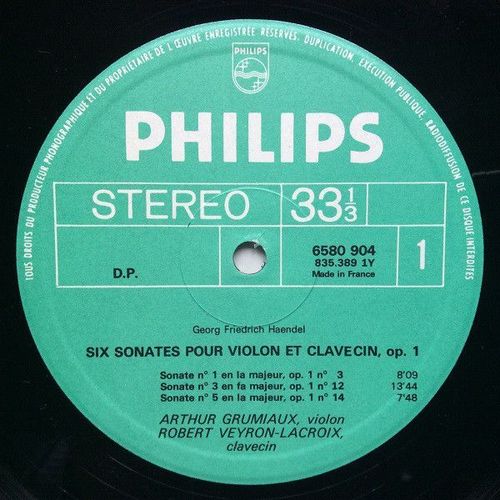 TOUS DROITS DU PRODUCTEUR PHONOGRAPHIQUE ET DU PROPRIETAIRE DE L'ŒUVRE ENREGISTRÉE RESERVES. DUPLICATION, EXECUTION PUBLIQUE, RADIODIFFUSION DE CE DISQUE INTERDITES
PHILIPS
PHILIPS
STEREO 33⅓
D.P.
6580 904
835.389 1Y
Made in France
1
Georg Friedrich Haendel
SIX SONATES POUR VIOLON ET CLAVECIN, op. 1
Sonate n° 1 en la majeur, op. 1 n° 3 8'09
Sonate n° 3 en fa majeur, op. 1 n° 12 13'44
Sonate n° 5 en la majeur, op. 1 n° 14 7'48
ARTHUR GRUMIAUX, violon
ROBERT VEYRON-LACROIX,
clavecin